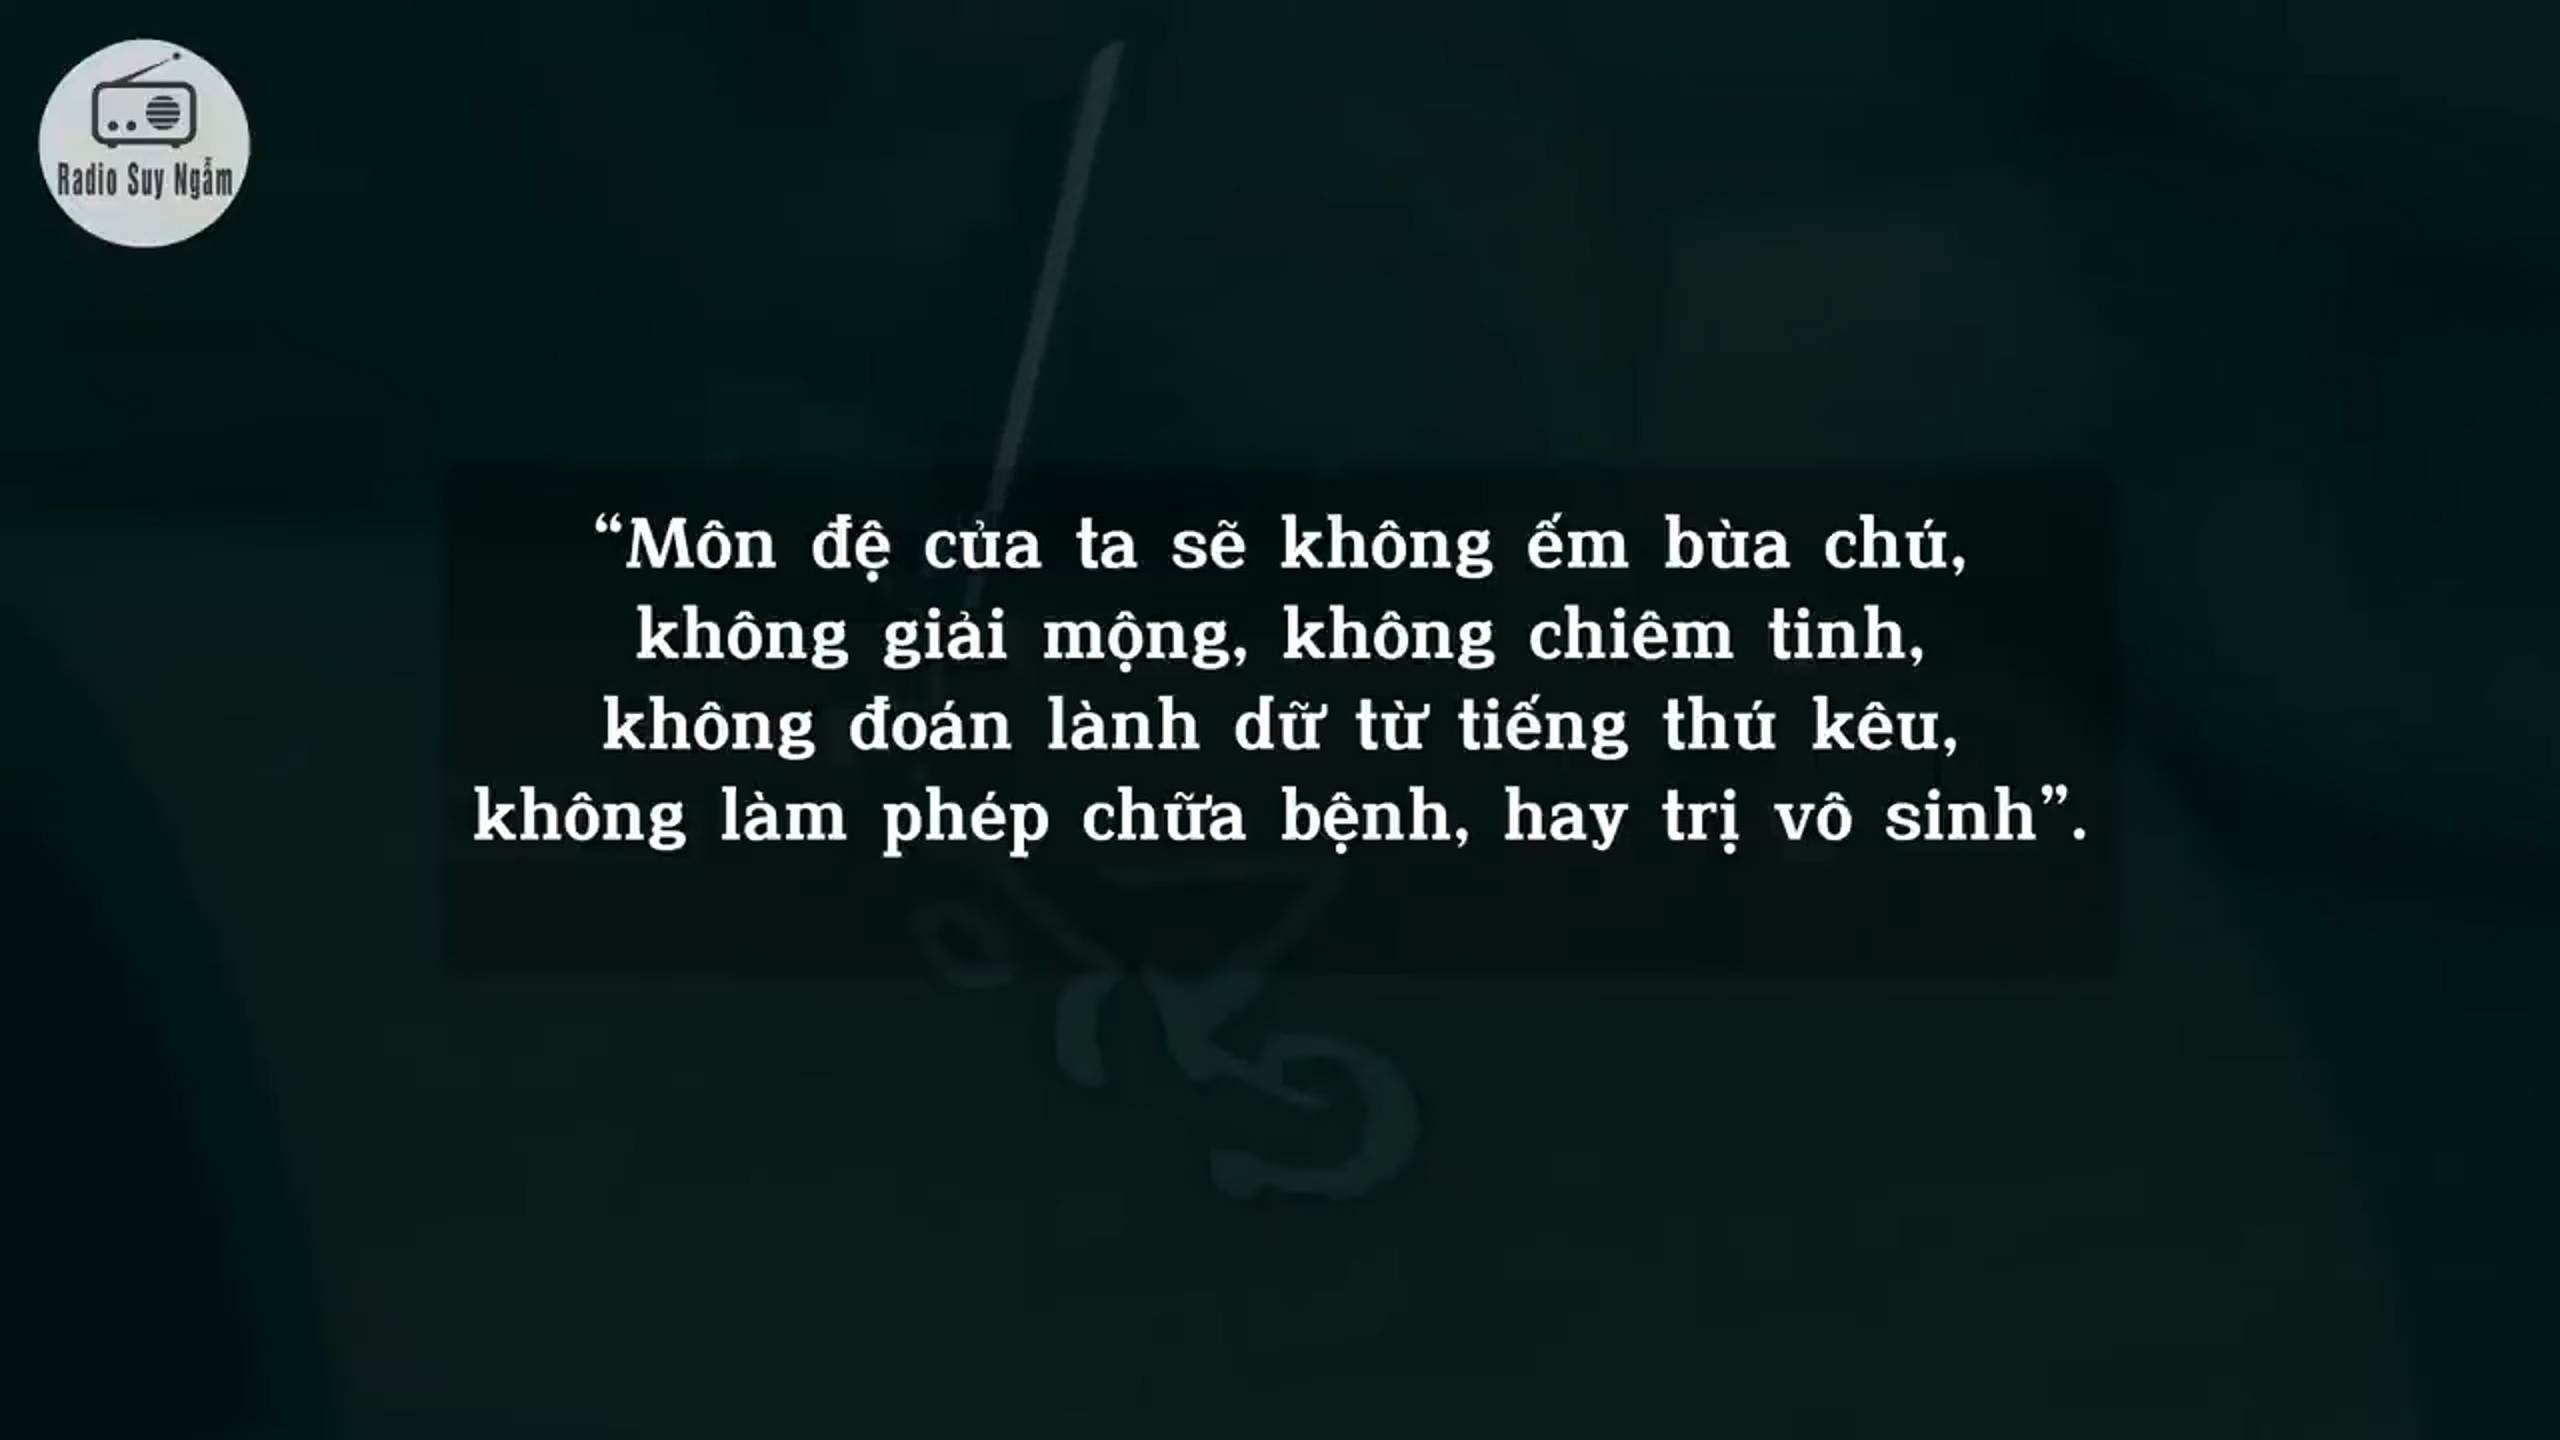 Radio Suy Ngẫm
“Môn đệ của ta sẽ không ếm bùa chú,
không giải mộng, không chiêm tinh,
không đoán lành dữ từ tiếng thú kêu,
không làm phép chữa bệnh, hay trị vô sinh”.